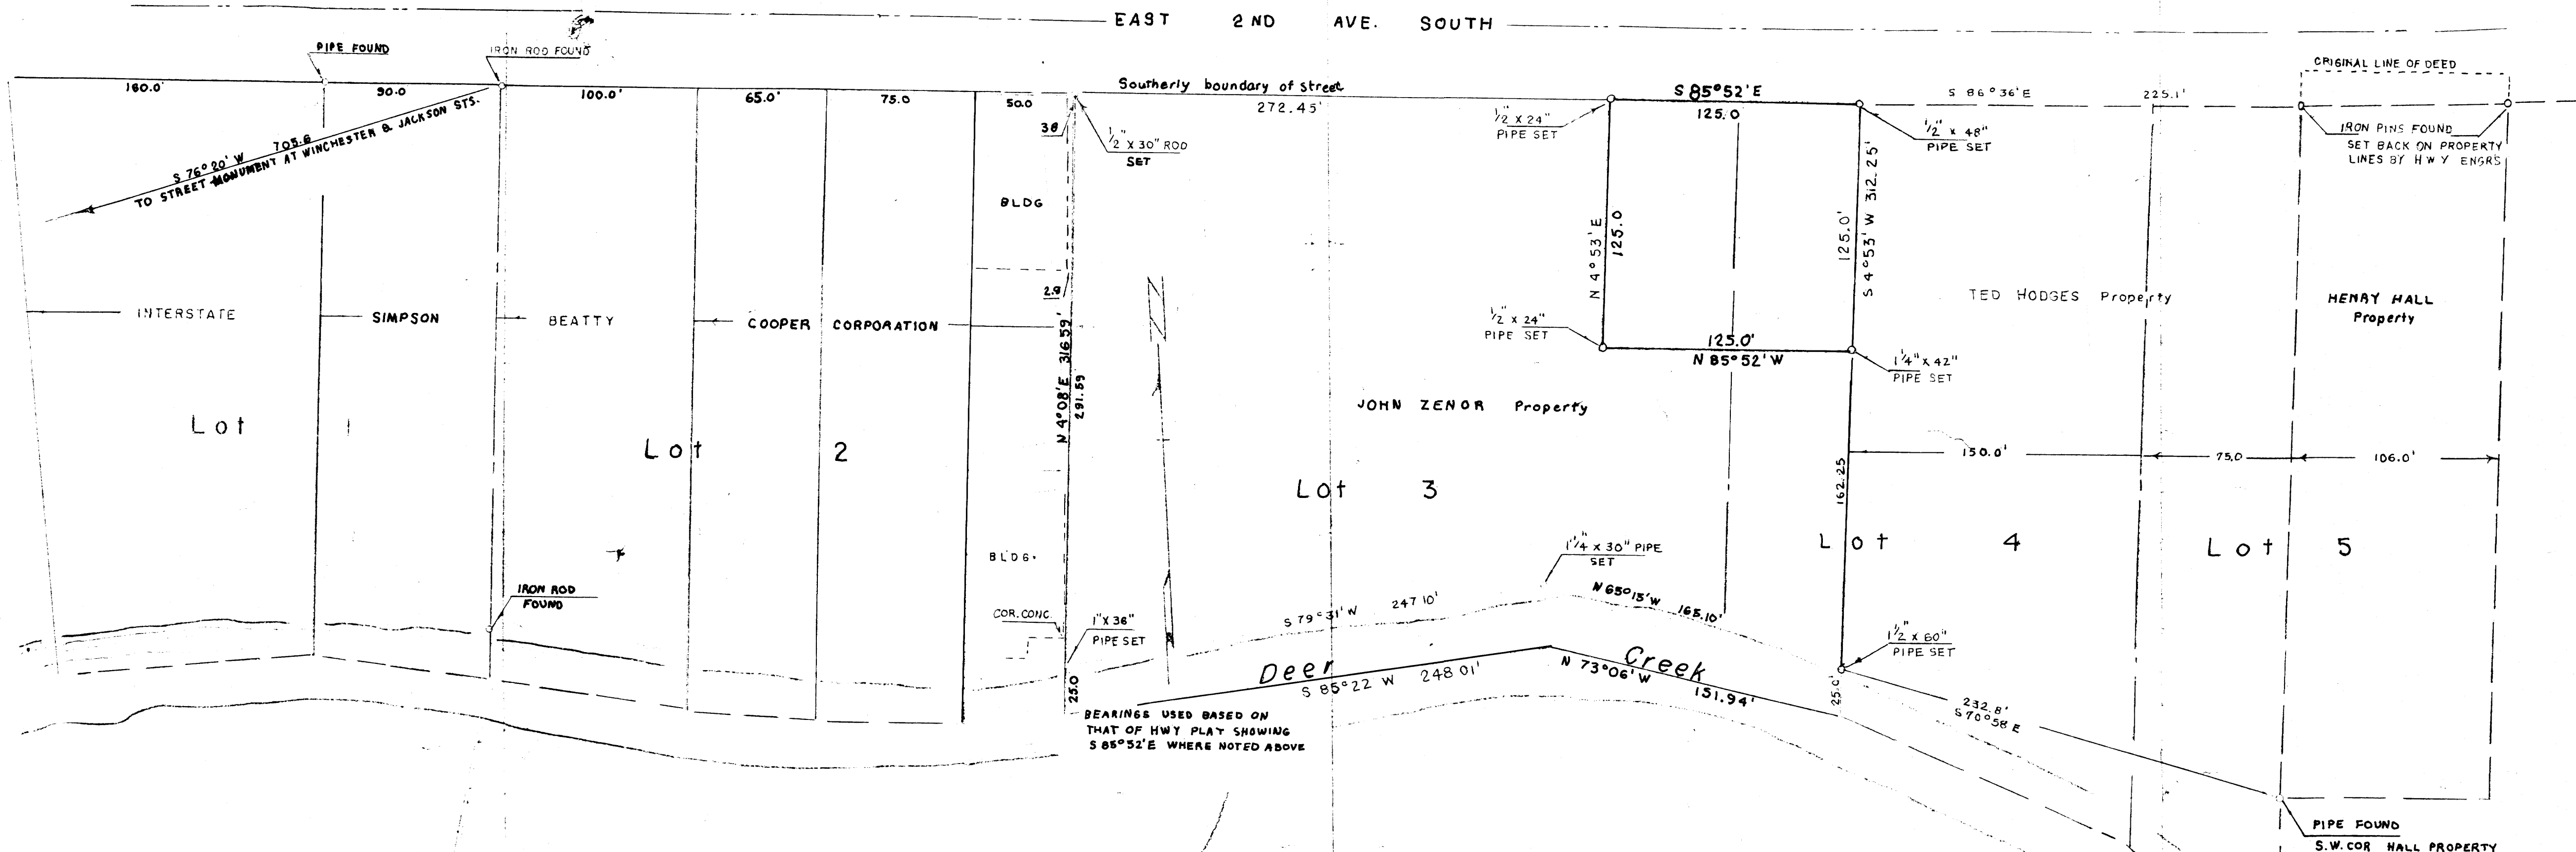 EAST 2ND AVE. SOUTH
PIPE FOUND
IRON ROD FOUND
ORIGINAL LINE OF DEED
160.0'
90.0
100.0'
65.0'
75.0
50.0
Southerly boundary of street
272.45'
S 85°52' E
125.0
S 86°36' E
225.1'
S 76°20' W 705.6
TO STREET MONUMENT AT WINCHESTER & JACKSON STS.
½" X 30" ROD
SET
½" X 24"
PIPE SET
½" X 48"
PIPE SET
IRON PINS FOUND
SET BACK ON PROPERTY
LINES BY HWY ENGRS
BLDG
2.9
N 4°53' E
125.0
125.0'
S 4°53' W 312.25'
INTERSTATE
SIMPSON
BEATTY
COOPER CORPORATION
TED HODGES Property
HENRY HALL
Property
½" X 24"
PIPE SET
125.0'
N 85°52' W
1¼" X 42"
PIPE SET
N 4°08' E 316.59'
291.59
JOHN ZENOR Property
Lot
Lot 2
Lot 3
Lot 4
Lot 5
150.0'
75.0
106.0'
162.25
BLDG.
IRON ROD
FOUND
COR. CONC.
1" X 36"
PIPE SET
25.0
1¼ X 30" PIPE
SET
S 79°31' W 247.10'
N 65°15' W 165.10'
1½" X 60"
PIPE SET
Deer Creek
S 85°22 W 248.01'
N 73°06' W
151.94'
25.0'
232.8'
S 70°58 E
BEARINGS USED BASED ON
THAT OF HWY PLAT SHOWING
S 85°52' E WHERE NOTED ABOVE
PIPE FOUND
S.W. COR HALL PROPERTY